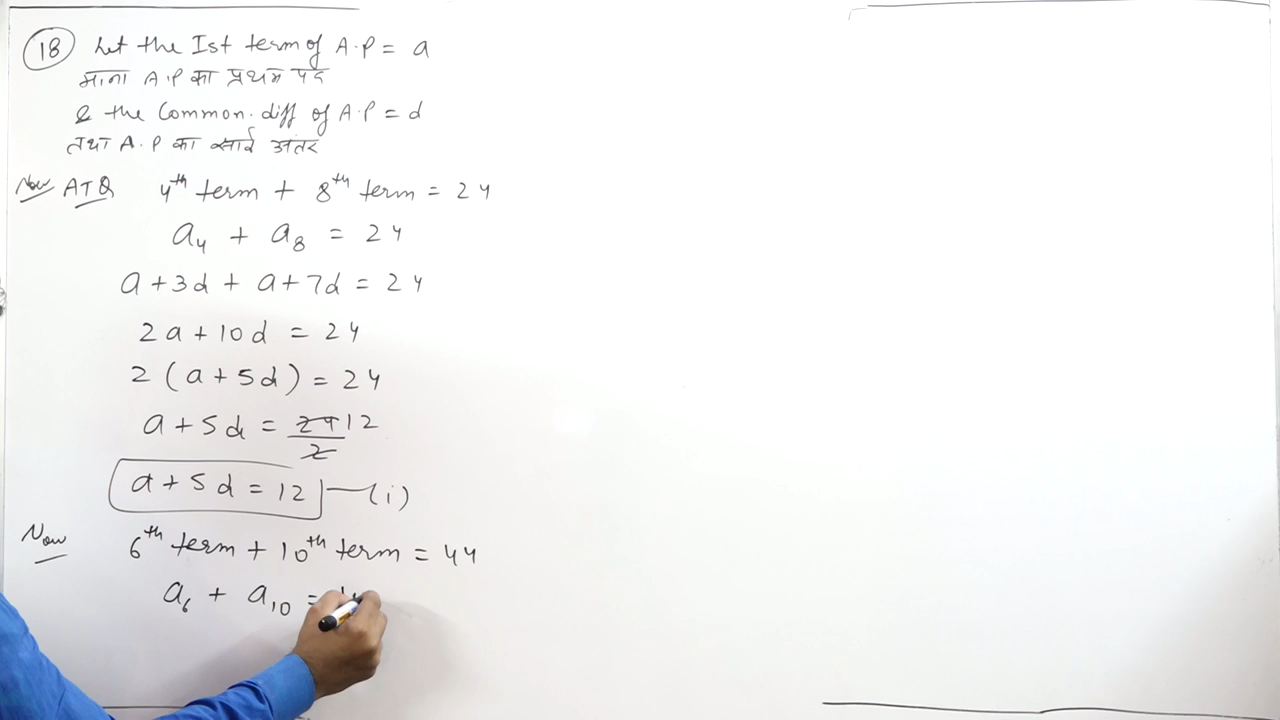 18 Let the Ist term of A.P = a
माना A.P का प्रथम पद
& the Common. diff of A.P = d
तथा A.P का सार्व अंतर
Now ATQ 4th term + 8th term = 24
a4 + a8 = 24
a + 3d + a + 7d = 24
2a + 10d = 24
2 (a + 5d) = 24
a + 5d = 24/2 12
a + 5d = 12 —(i)
Now 6th term + 10th term = 44
a6 + a10 =